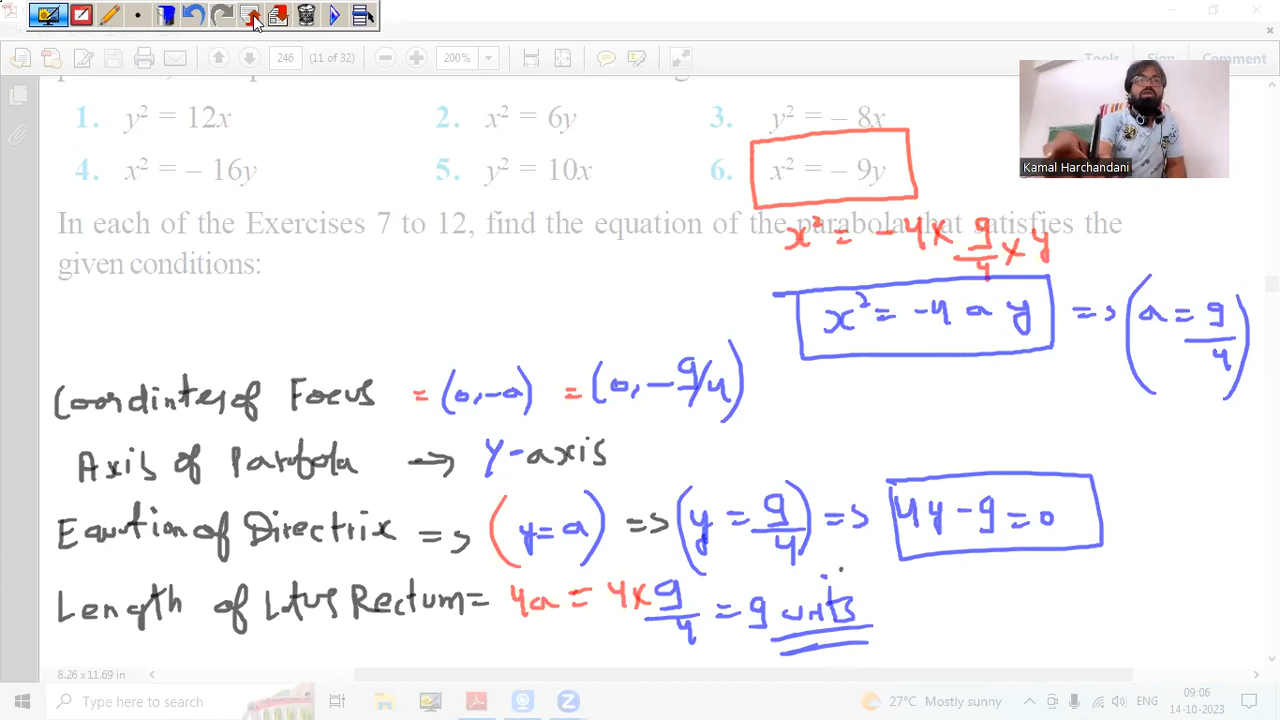 246 (11 of 32) 200% Tools Sign Comment
1. y² = 12x 2. x² = 6y 3. y² = – 8x
4. x² = – 16y 5. y² = 10x 6. x² = – 9y
Kamal Harchandani
In each of the Exercises 7 to 12, find the equation of the parabola that satisfies the
given conditions:
x² = -4 × 9/4 × y
x² = -4 a y => (a = 9/4)
Coordintes of Focus = (0, -a) = (0, -9/4)
Axis of Parabola → Y-axis
Equation of Directrix => (y = a) => (y = 9/4) => 4y - 9 = 0
Length of Latus Rectum = 4a = 4 × 9/4 = 9 units
8.26 x 11.69 in
Type here to search 27°C Mostly sunny ENG 09:06
14-10-2023